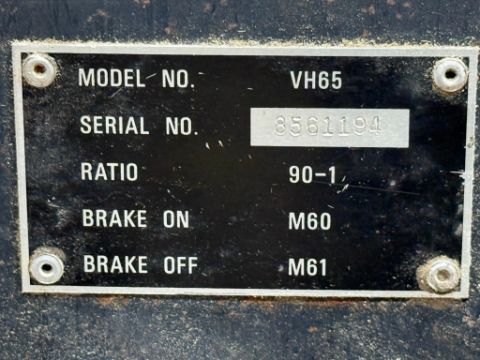 MODEL NO. VH65
SERIAL NO. 8561194
RATIO 90-1
BRAKE ON M60
BRAKE OFF M61